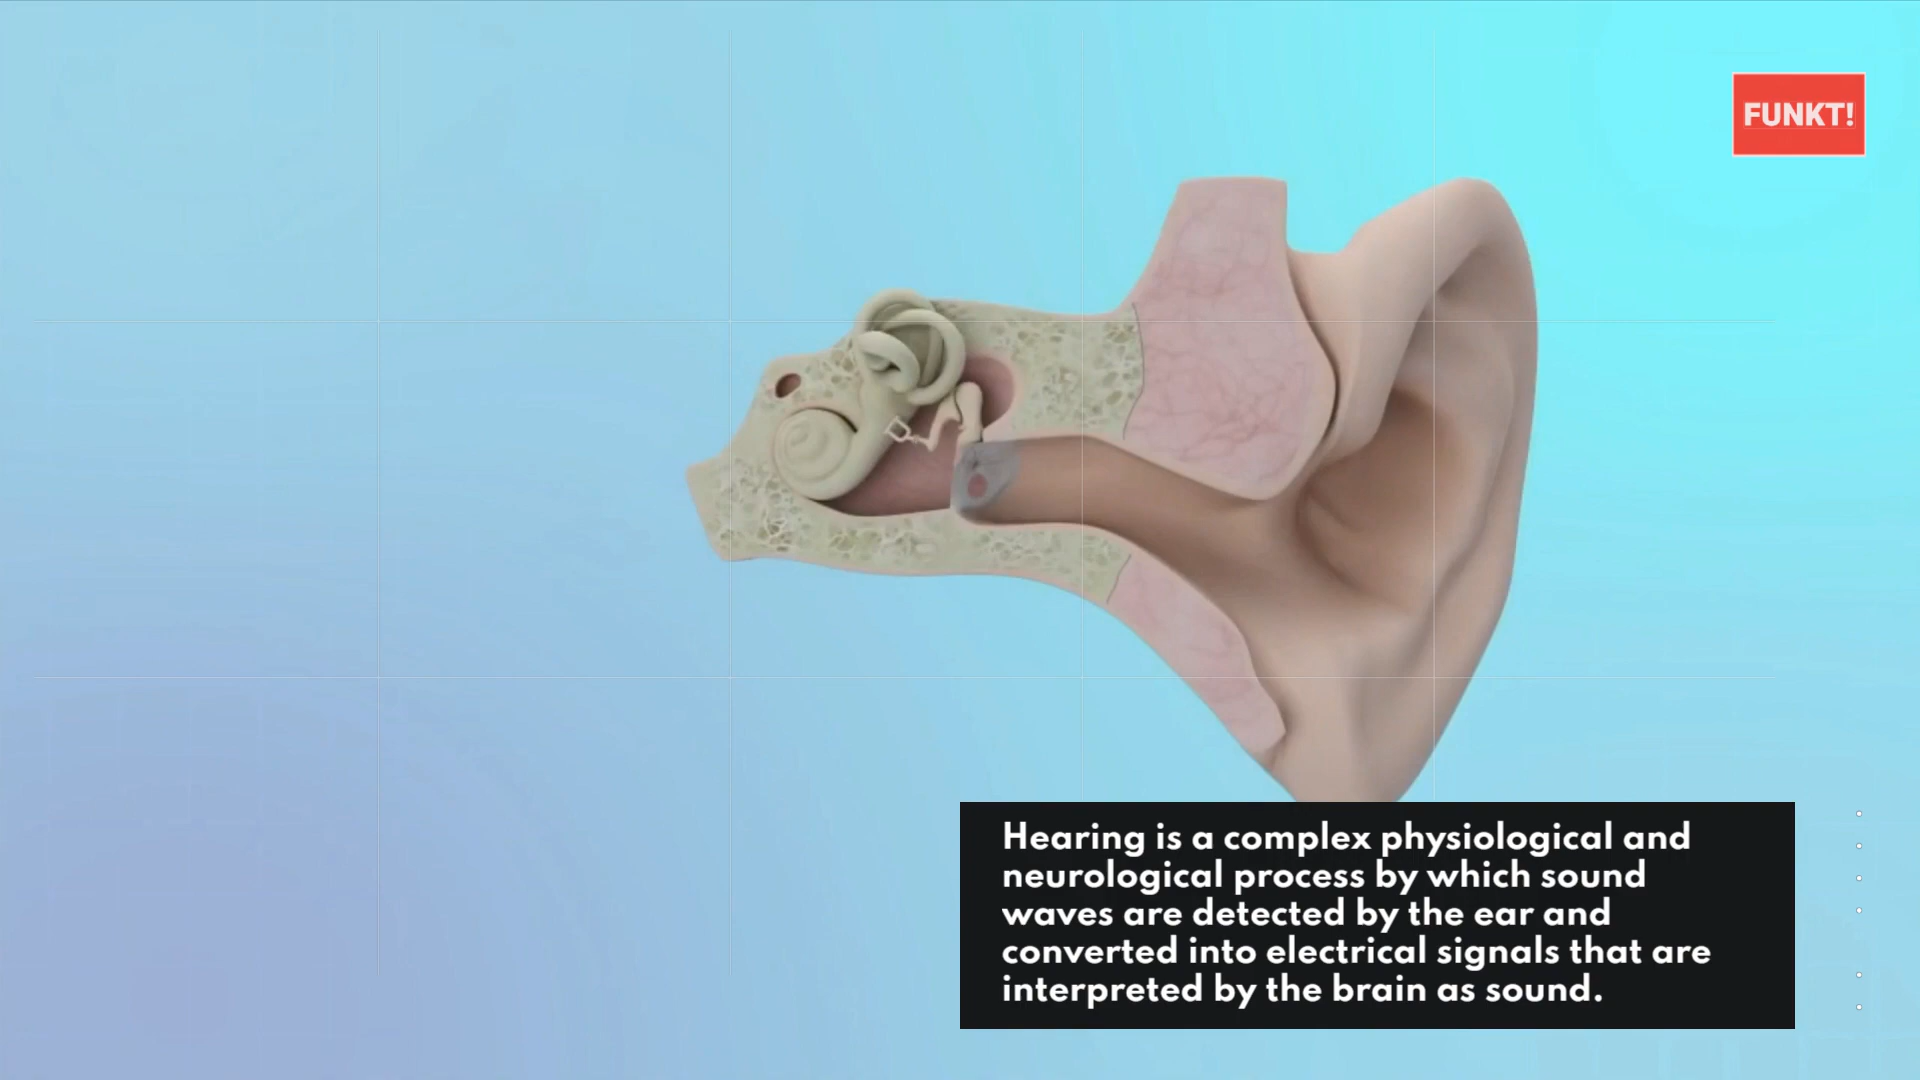 FUNKT!
Hearing is a complex physiological and
neurological process by which sound
waves are detected by the ear and
converted into electrical signals that are
interpreted by the brain as sound.